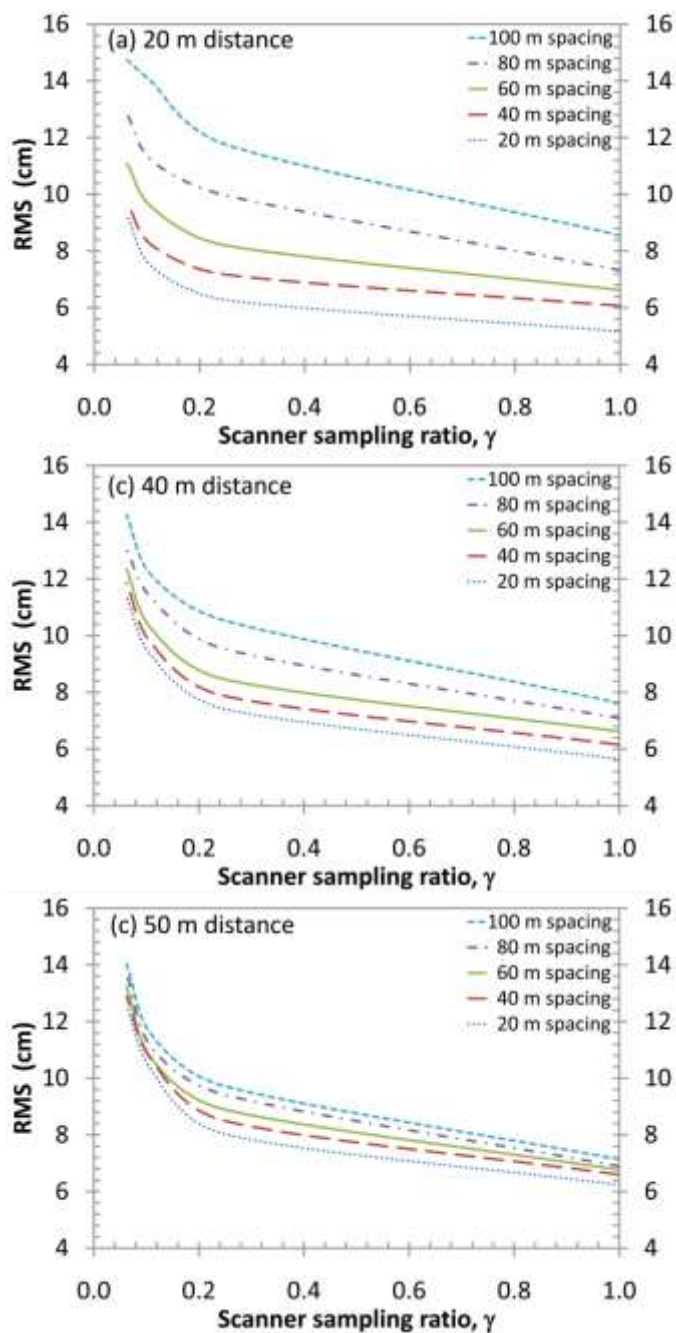 16
14
12
10
8
6
4
RMS (cm)
(a) 20 m distance
100 m spacing
80 m spacing
60 m spacing
40 m spacing
20 m spacing
16
14
12
10
8
6
4
0.0 0.2 0.4 0.6 0.8 1.0
Scanner sampling ratio, γ
16
14
12
10
8
6
4
RMS (cm)
(c) 40 m distance
100 m spacing
80 m spacing
60 m spacing
40 m spacing
20 m spacing
16
14
12
10
8
6
4
0.0 0.2 0.4 0.6 0.8 1.0
Scanner sampling ratio, γ
16
14
12
10
8
6
4
RMS (cm)
(c) 50 m distance
100 m spacing
80 m spacing
60 m spacing
40 m spacing
20 m spacing
16
14
12
10
8
6
4
0.0 0.2 0.4 0.6 0.8 1.0
Scanner sampling ratio, γ